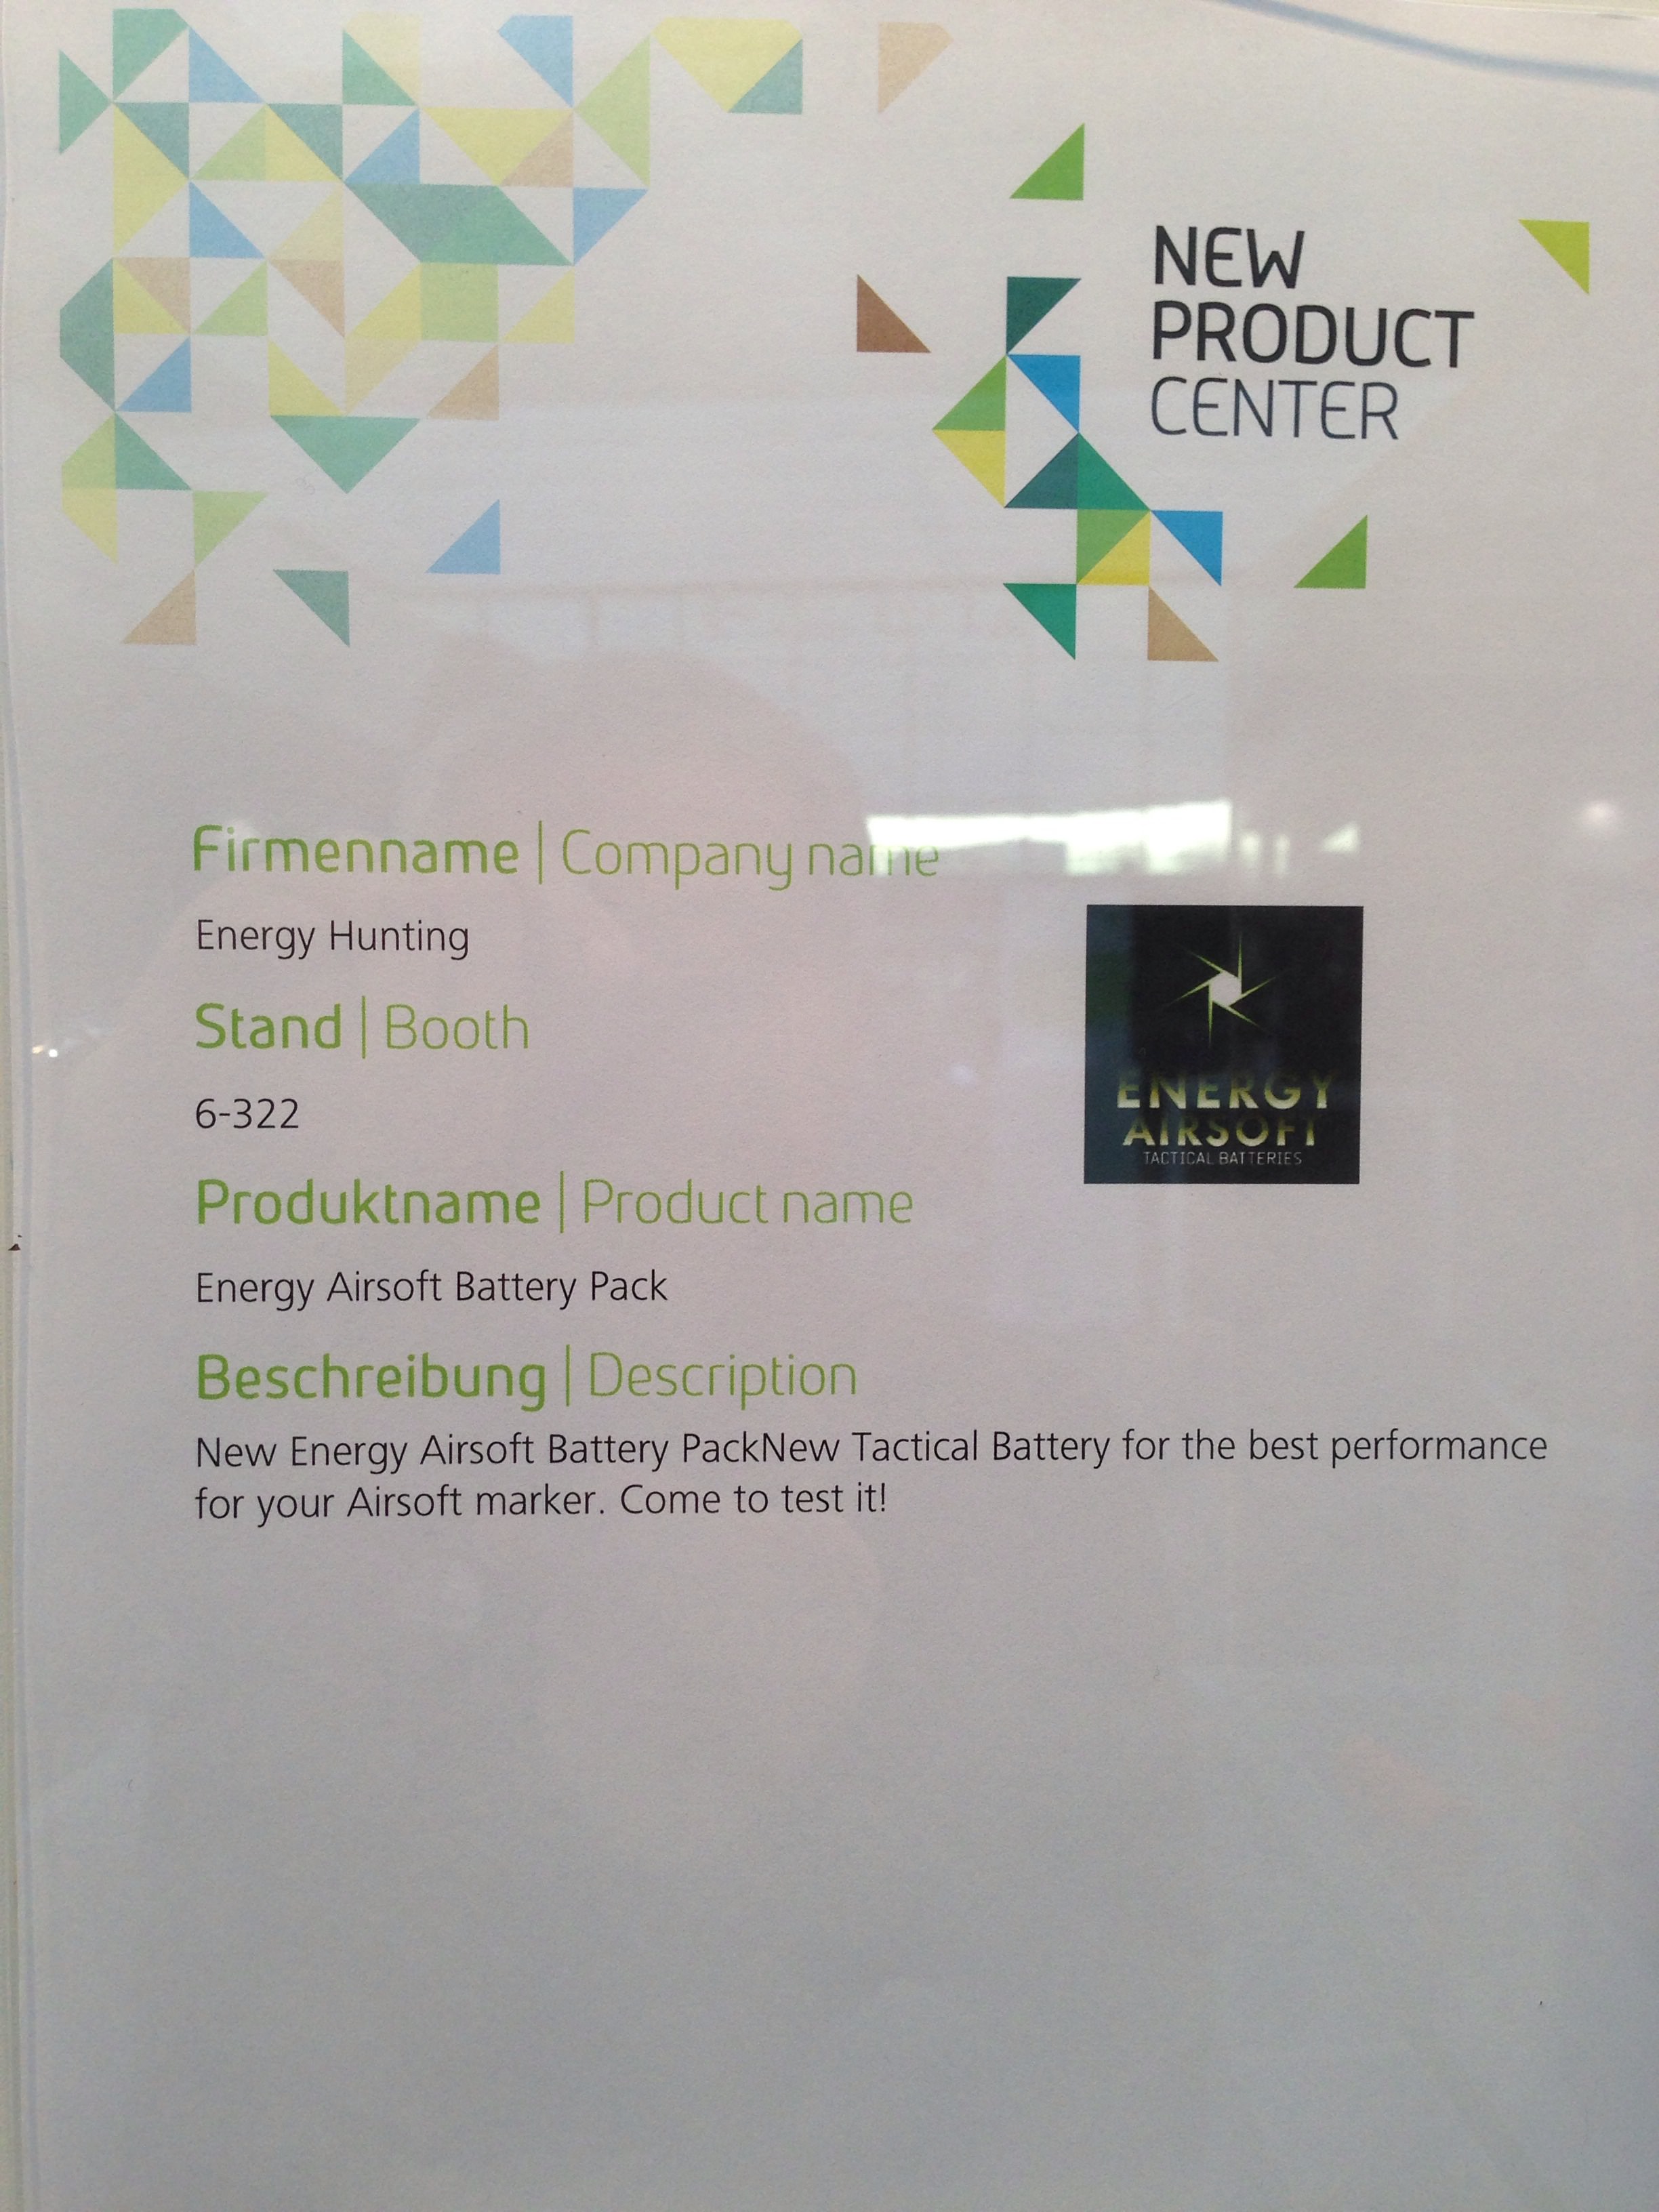 NEW
PRODUCT
CENTER
Firmenname | Company name
Energy Hunting
Stand | Booth
6-322
ENERGY
AIRSOFT
TACTICAL BATTERIES
Produktname | Product name
Energy Airsoft Battery Pack
Beschreibung | Description
New Energy Airsoft Battery PackNew Tactical Battery for the best performance
for your Airsoft marker. Come to test it!